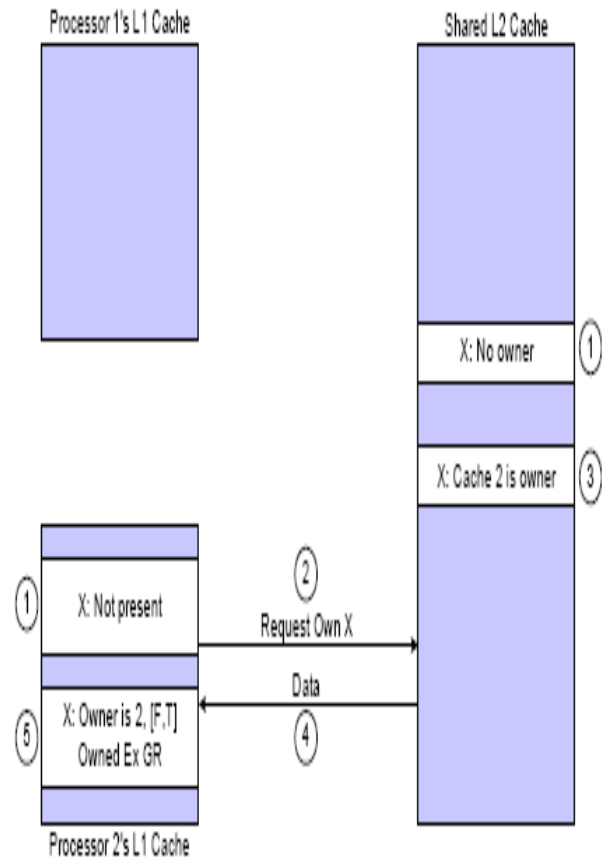 Processor 1's L1 Cache
Shared L2 Cache
X: No owner
1
X: Cache 2 is owner
3
1
X: Not present
2
Request Own X
Data
4
5
X: Owner is 2, [F,T]
Owned Ex GR
Processor 2's L1 Cache